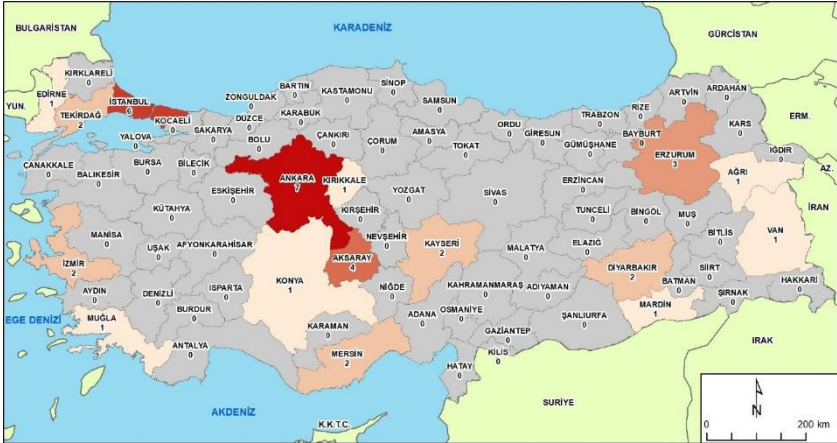 BULGARİSTAN
KARADENİZ
GÜRCİSTAN
KIRKLARELİ
0
EDİRNE
1
TEKİRDAĞ
2
İSTANBUL
6
KOCAELİ
0
YUN.
YALOVA
0
SAKARYA
0
DÜZCE
0
ZONGULDAK
0
BARTIN
0
KARABÜK
0
KASTAMONU
0
SİNOP
0
SAMSUN
0
BOLU
0
ÇANKIRI
0
ÇORUM
0
AMASYA
0
TOKAT
0
ORDU
0
GİRESUN
0
TRABZON
0
GÜMÜŞHANE
0
BAYBURT
0
RİZE
0
ARTVİN
0
ARDAHAN
0
KARS
0
ERM.
IĞDIR
0
AZ.
ÇANAKKALE
0
BALIKESİR
0
BURSA
0
BİLECİK
0
ESKİŞEHİR
0
ANKARA
7
KIRIKKALE
1
YOZGAT
0
SİVAS
0
ERZİNCAN
0
ERZURUM
3
AĞRI
1
İRAN
KÜTAHYA
0
KIRŞEHİR
0
TUNCELİ
0
BİNGÖL
0
MUŞ
0
MANİSA
0
UŞAK
0
AFYONKARAHİSAR
0
NEVŞEHİR
0
KAYSERİ
2
MALATYA
0
ELAZIĞ
0
BİTLİS
0
VAN
1
İZMİR
2
AKSARAY
4
DİYARBAKIR
2
SİİRT
0
BATMAN
0
HAKKARİ
0
AYDIN
0
DENİZLİ
0
ISPARTA
0
KONYA
1
NİĞDE
0
KAHRAMANMARAŞ
0
ADIYAMAN
0
MARDİN
1
ŞIRNAK
0
BURDUR
0
EGE DENİZİ
MUĞLA
1
ANTALYA
0
KARAMAN
0
ADANA
0
OSMANİYE
0
GAZİANTEP
0
ŞANLIURFA
0
MERSİN
2
KİLİS
0
HATAY
0
IRAK
SURİYE
AKDENİZ
K.K.T.C.
N
0
200 km